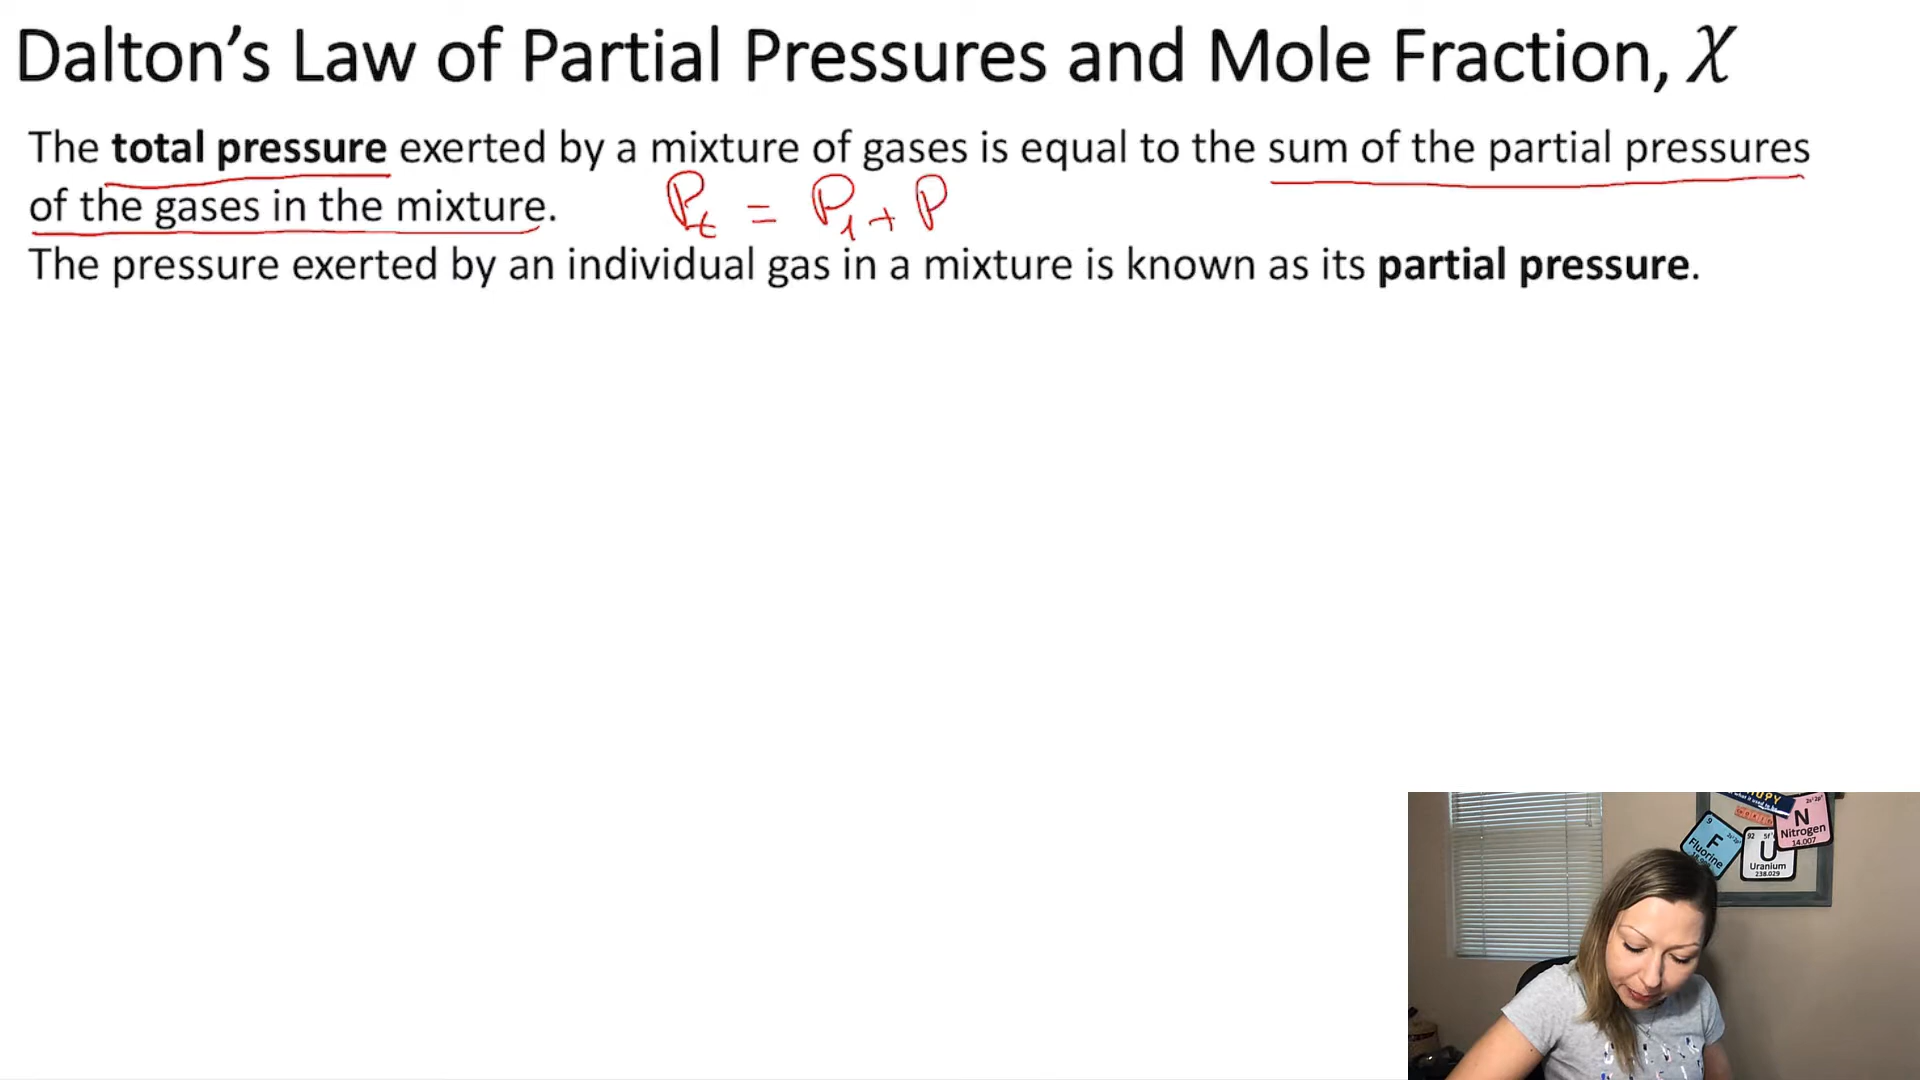 Dalton’s Law of Partial Pressures and Mole Fraction, χ
The total pressure exerted by a mixture of gases is equal to the sum of the partial pressures
of the gases in the mixture. Pt = P1 + P
The pressure exerted by an individual gas in a mixture is known as its partial pressure.
9
F
Fluorine
92
U
Uranium
238.029
N
Nitrogen
14.007